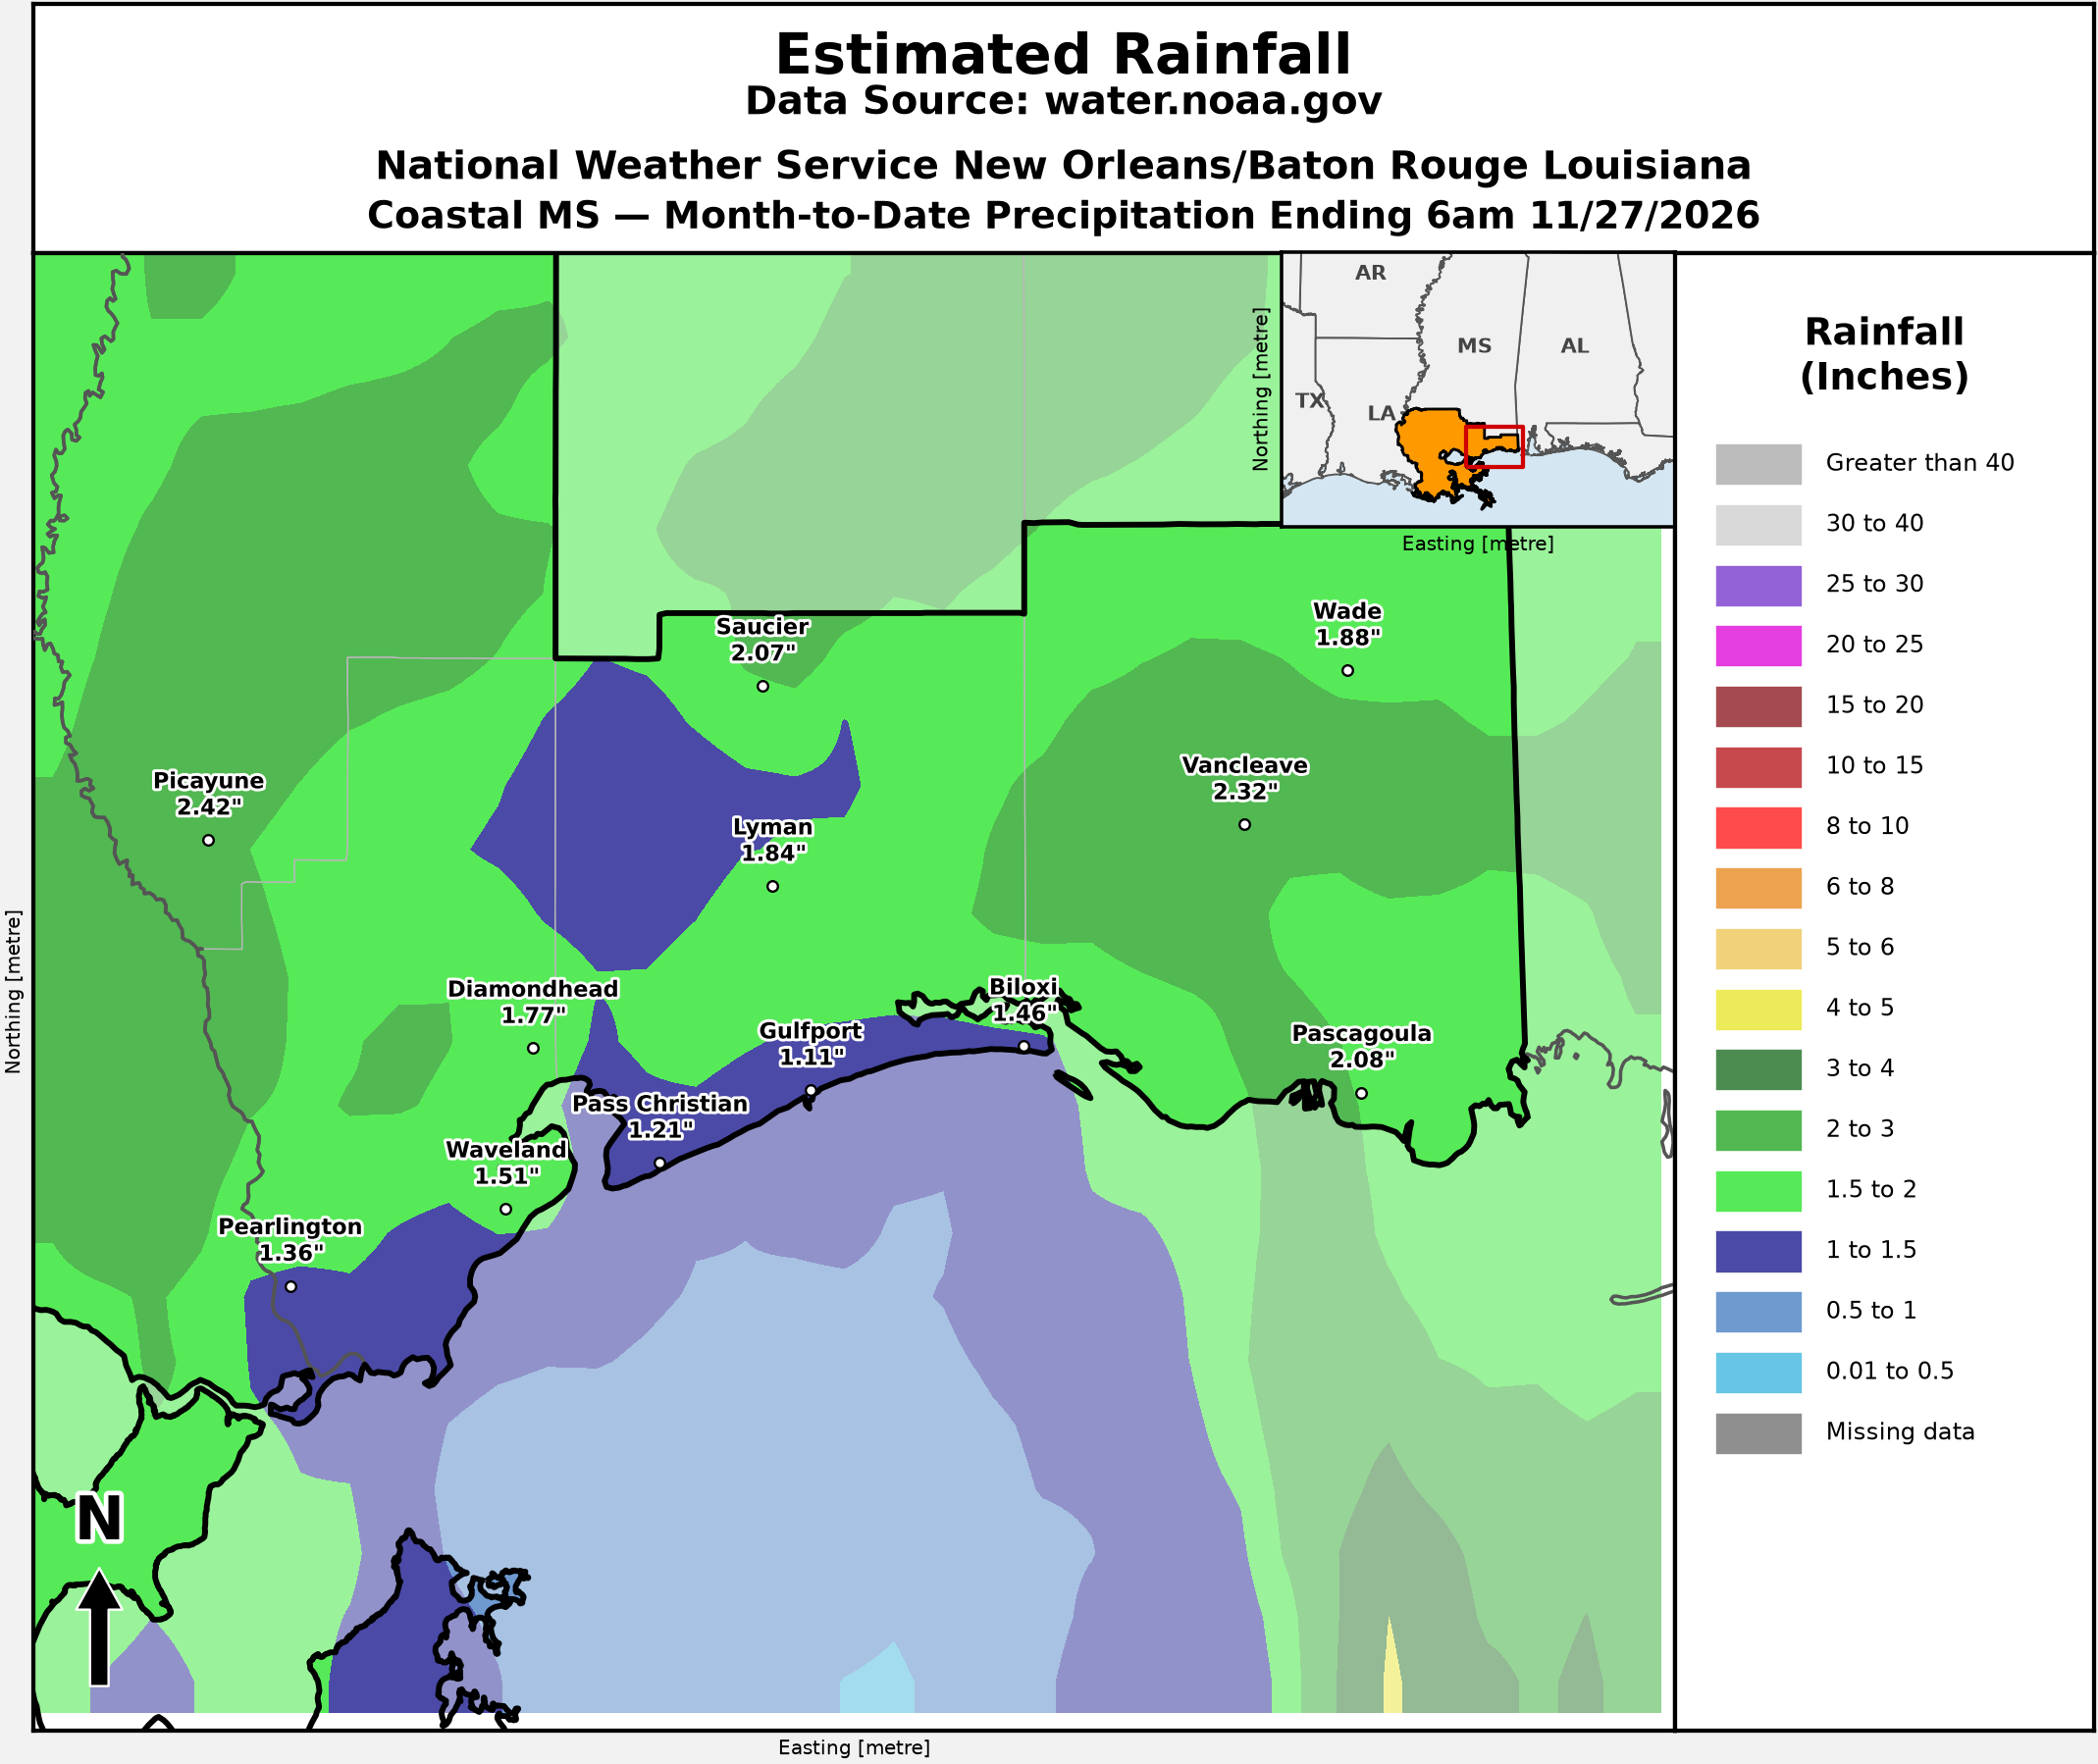 Estimated Rainfall
Data Source: water.noaa.gov
National Weather Service New Orleans/Baton Rouge Louisiana
Coastal MS — Month-to-Date Precipitation Ending 6am 11/27/2026
AR
MS
AL
TX
LA
Northing [metre]
Easting [metre]
Rainfall
(Inches)
Greater than 40
30 to 40
25 to 30
20 to 25
15 to 20
10 to 15
8 to 10
6 to 8
5 to 6
4 to 5
3 to 4
2 to 3
1.5 to 2
1 to 1.5
0.5 to 1
0.01 to 0.5
Missing data
Wade
1.88"
Saucier
2.07"
Vancleave
2.32"
Picayune
2.42"
Lyman
1.84"
Diamondhead
1.77"
Biloxi
1.46"
Gulfport
1.11"
Pascagoula
2.08"
Pass Christian
1.21"
Waveland
1.51"
Pearlington
1.36"
N
Northing [metre]
Easting [metre]